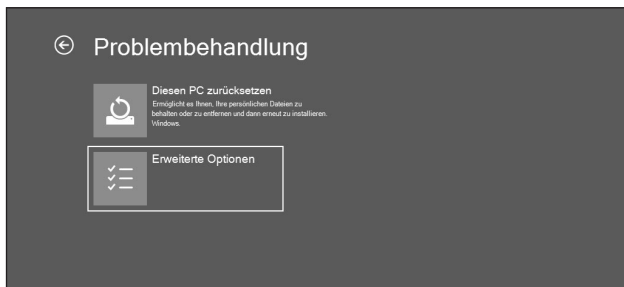 Problembehandlung
Diesen PC zurücksetzen
Ermöglicht es Ihnen, Ihre persönlichen Dateien zu
behalten oder zu entfernen und dann erneut zu installieren.
Windows.
Erweiterte Optionen